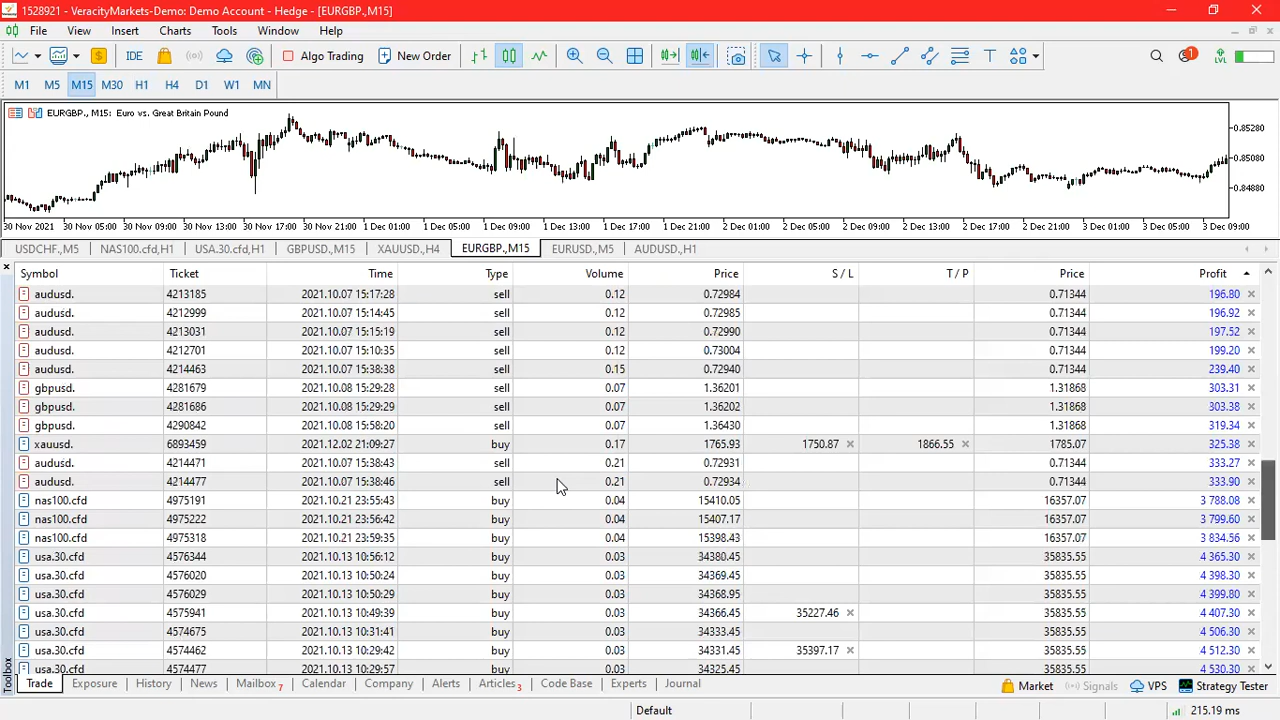 1528921 - VeracityMarkets-Demo: Demo Account - Hedge - [EURGBP.,M15]
File View Insert Charts Tools Window Help
IDE Algo Trading New Order 1 LVL
M1 M5 M15 M30 H1 H4 D1 W1 MN
EURGBP., M15: Euro vs. Great Britain Pound
0.85280
0.85080
0.84880
30 Nov 2021 30 Nov 05:00 30 Nov 09:00 30 Nov 13:00 30 Nov 17:00 30 Nov 21:00 1 Dec 01:00 1 Dec 05:00 1 Dec 09:00 1 Dec 13:00 1 Dec 17:00 1 Dec 21:00 2 Dec 01:00 2 Dec 05:00 2 Dec 09:00 2 Dec 13:00 2 Dec 17:00 2 Dec 21:00 3 Dec 01:00 3 Dec 05:00 3 Dec 09:00
USDCHF.,M5 NAS100.cfd,H1 USA.30.cfd,H1 GBPUSD.,M15 XAUUSD.,H4 EURGBP.,M15 EURUSD.,M5 AUDUSD.,H1
Symbol Ticket Time Type Volume Price S / L T / P Price Profit
audusd. 4213185 2021.10.07 15:17:28 sell 0.12 0.72984 0.71344 196.80
audusd. 4212999 2021.10.07 15:14:45 sell 0.12 0.72985 0.71344 196.92
audusd. 4213031 2021.10.07 15:15:19 sell 0.12 0.72990 0.71344 197.52
audusd. 4212701 2021.10.07 15:10:35 sell 0.12 0.73004 0.71344 199.20
audusd. 4214463 2021.10.07 15:38:38 sell 0.15 0.72940 0.71344 239.40
gbpusd. 4281679 2021.10.08 15:29:28 sell 0.07 1.36201 1.31868 303.31
gbpusd. 4281686 2021.10.08 15:29:29 sell 0.07 1.36202 1.31868 303.38
gbpusd. 4290842 2021.10.08 15:58:20 sell 0.07 1.36430 1.31868 319.34
xauusd. 6893459 2021.12.02 21:09:27 buy 0.17 1765.93 1750.87 1866.55 1785.07 325.38
audusd. 4214471 2021.10.07 15:38:43 sell 0.21 0.72931 0.71344 333.27
audusd. 4214477 2021.10.07 15:38:46 sell 0.21 0.72934 0.71344 333.90
nas100.cfd 4975191 2021.10.21 23:55:43 buy 0.04 15410.05 16357.07 3 788.08
nas100.cfd 4975222 2021.10.21 23:56:42 buy 0.04 15407.17 16357.07 3 799.60
nas100.cfd 4975318 2021.10.21 23:59:35 buy 0.04 15398.43 16357.07 3 834.56
usa.30.cfd 4576344 2021.10.13 10:56:12 buy 0.03 34380.45 35835.55 4 365.30
usa.30.cfd 4576020 2021.10.13 10:50:24 buy 0.03 34369.45 35835.55 4 398.30
usa.30.cfd 4576029 2021.10.13 10:50:29 buy 0.03 34368.95 35835.55 4 399.80
usa.30.cfd 4575941 2021.10.13 10:49:39 buy 0.03 34366.45 35227.46 35835.55 4 407.30
usa.30.cfd 4574675 2021.10.13 10:31:41 buy 0.03 34333.45 35835.55 4 506.30
usa.30.cfd 4574462 2021.10.13 10:29:42 buy 0.03 34331.45 35397.17 35835.55 4 512.30
usa.30.cfd 4574477 2021.10.13 10:29:57 buy 0.03 34325.45 35835.55 4 530.30
Toolbox
Trade Exposure History News Mailbox 7 Calendar Company Alerts Articles 3 Code Base Experts Journal Market Signals VPS Strategy Tester
Default 215.19 ms